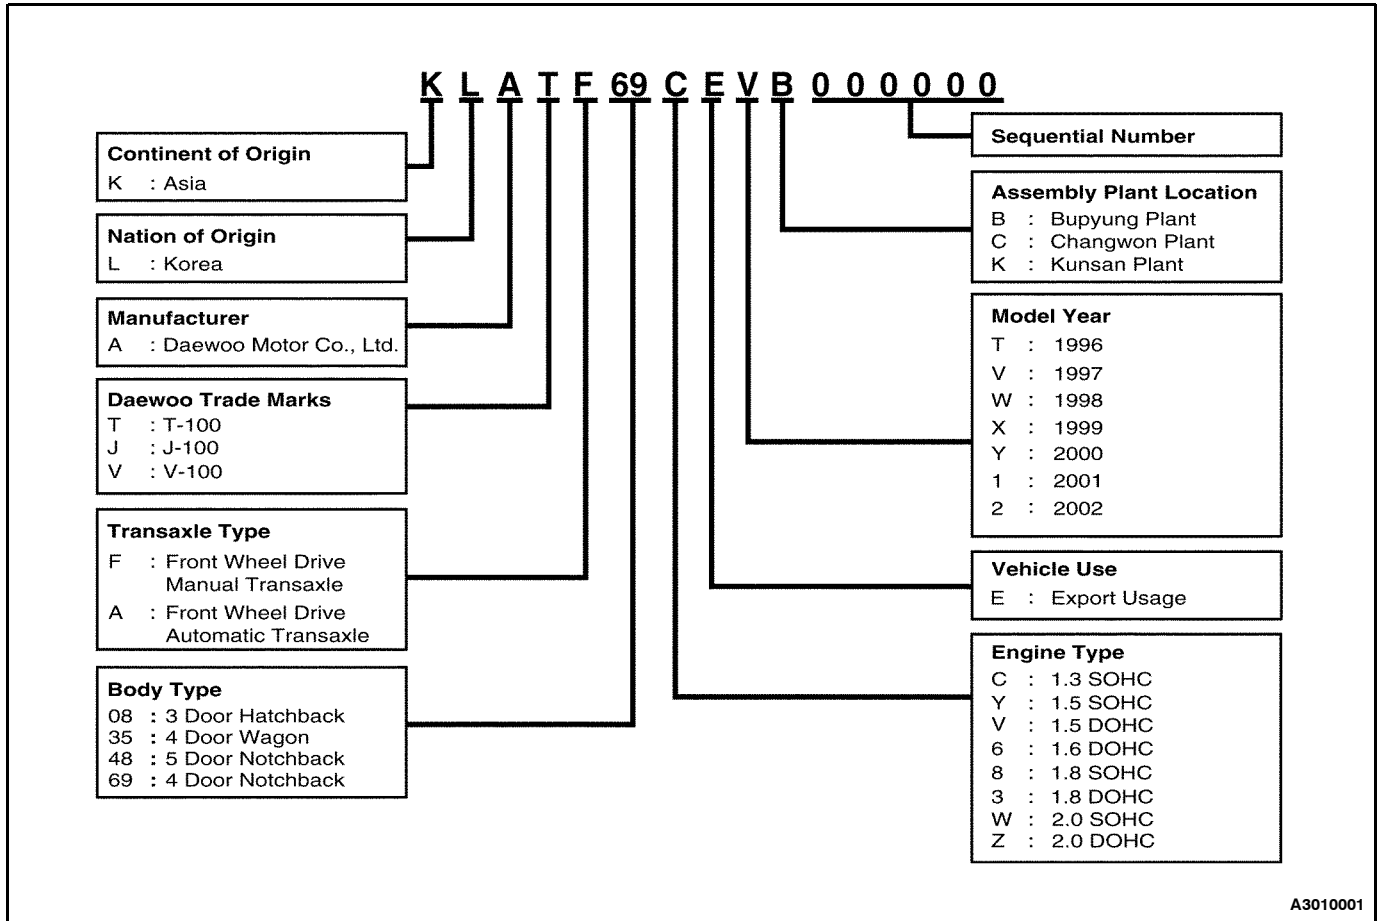 K L A T F 69 C E V B 0 0 0 0 0 0
Continent of Origin
K : Asia
Nation of Origin
L : Korea
Manufacturer
A : Daewoo Motor Co., Ltd.
Daewoo Trade Marks
T : T-100
J : J-100
V : V-100
Transaxle Type
F : Front Wheel Drive
Manual Transaxle
A : Front Wheel Drive
Automatic Transaxle
Body Type
08 : 3 Door Hatchback
35 : 4 Door Wagon
48 : 5 Door Notchback
69 : 4 Door Notchback
Sequential Number
Assembly Plant Location
B : Bupyung Plant
C : Changwon Plant
K : Kunsan Plant
Model Year
T : 1996
V : 1997
W : 1998
X : 1999
Y : 2000
1 : 2001
2 : 2002
Vehicle Use
E : Export Usage
Engine Type
C : 1.3 SOHC
Y : 1.5 SOHC
V : 1.5 DOHC
6 : 1.6 DOHC
8 : 1.8 SOHC
3 : 1.8 DOHC
W : 2.0 SOHC
Z : 2.0 DOHC
A3010001